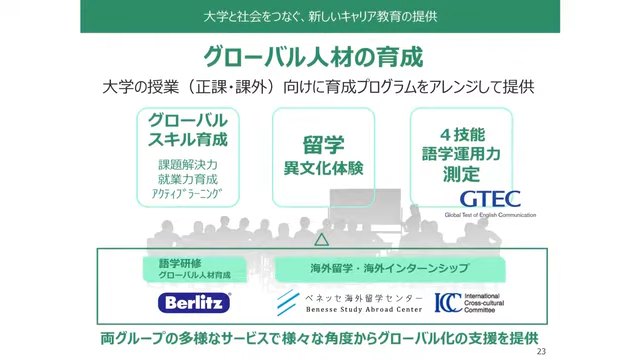 大学と社会をつなぐ、新しいキャリア教育の提供
グローバル人材の育成
大学の授業（正課・課外）向けに育成プログラムをアレンジして提供
グローバル
スキル育成
課題解決力
就業力育成
ｱｸﾃｨﾌﾞﾗｰﾆﾝｸﾞ
留学
異文化体験
４技能
語学運用力
測定
GTEC
Global Test of English Communication
語学研修
グローバル人材育成
海外留学・海外インターンシップ
Berlitz
ベネッセ海外留学センター
Benesse Study Abroad Center
ICC
International
Cross-cultural
Committee
両グループの多様なサービスで様々な角度からグローバル化の支援を提供
23